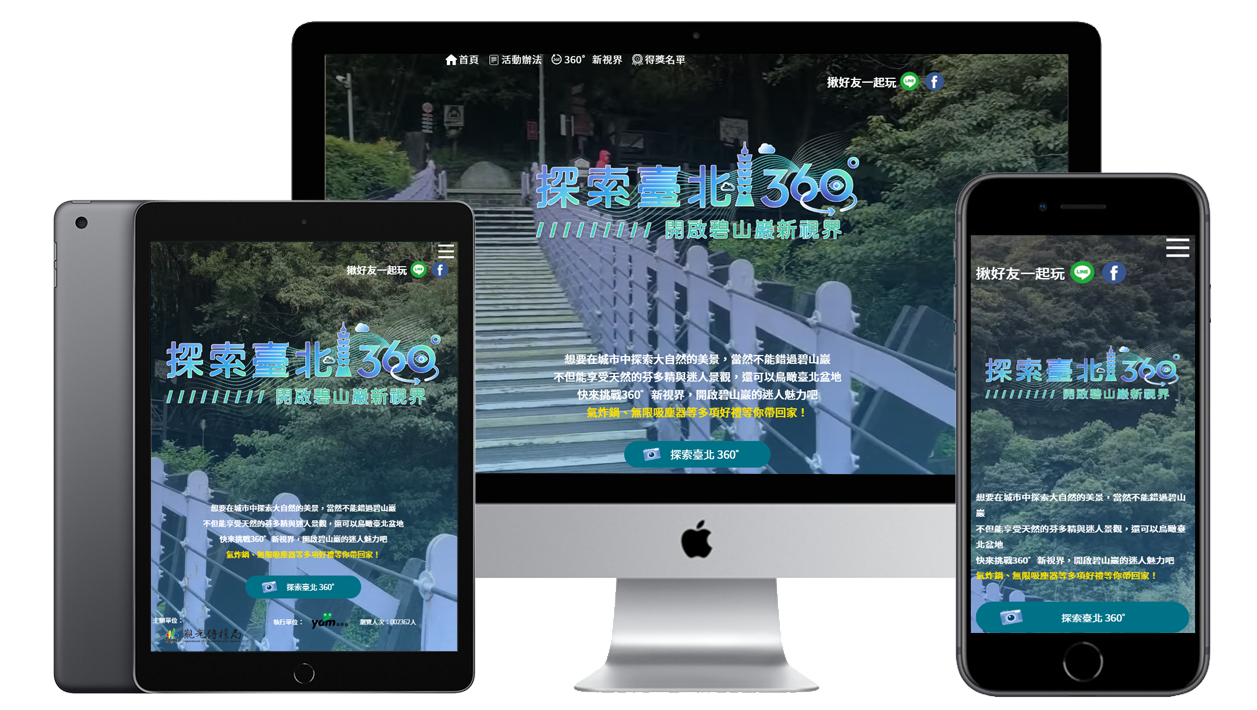 首頁 活動辦法 360° 新視界 得獎名單
揪好友一起玩 LINE f
探索臺北360°
///////// 開啟碧山巖新視界
想要在城市中探索大自然的美景，當然不能錯過碧山巖
不但能享受天然的芬多精與迷人景觀，還可以鳥瞰臺北盆地
快來挑戰360° 新視界，開啟碧山巖的迷人魅力吧
氣炸鍋、無限吸塵器等多項好禮等你帶回家！
探索臺北 360°
揪好友一起玩 LINE f
探索臺北360°
///////// 開啟碧山巖新視界
想要在城市中探索大自然的美景，當然不能錯過碧山巖
不但能享受天然的芬多精與迷人景觀，還可以鳥瞰臺北盆地
快來挑戰360° 新視界，開啟碧山巖的迷人魅力吧
氣炸鍋、無限吸塵器等多項好禮等你帶回家！
探索臺北 360°
主辦單位：
觀光傳播局
執行單位： yam 瀏覽人次：002362人
揪好友一起玩 LINE f
探索臺北360°
///////// 開啟碧山巖新視界
想要在城市中探索大自然的美景，當然不能錯過碧山
巖
不但能享受天然的芬多精與迷人景觀，還可以鳥瞰臺
北盆地
快來挑戰360° 新視界，開啟碧山巖的迷人魅力吧
氣炸鍋、無限吸塵器等多項好禮等你帶回家！
探索臺北 360°